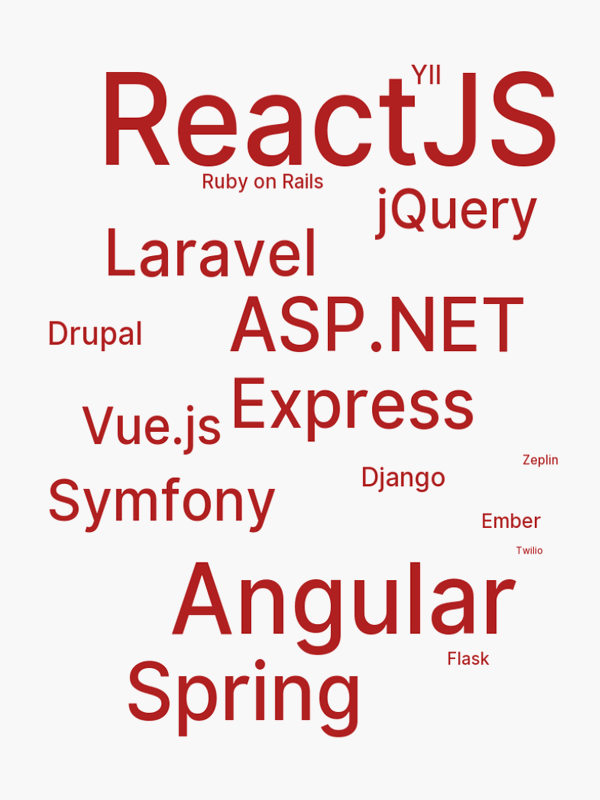 YII
ReactJS
Ruby on Rails
jQuery
Laravel
ASP.NET
Drupal
Express
Vue.js
Zeplin
Django
Symfony
Ember
Twilio
Angular
Flask
Spring